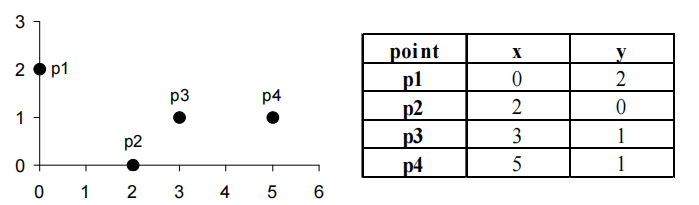 3
2 p1
p3 p4
1
p2
0
0 1 2 3 4 5 6
point x y
p1 0 2
p2 2 0
p3 3 1
p4 5 1